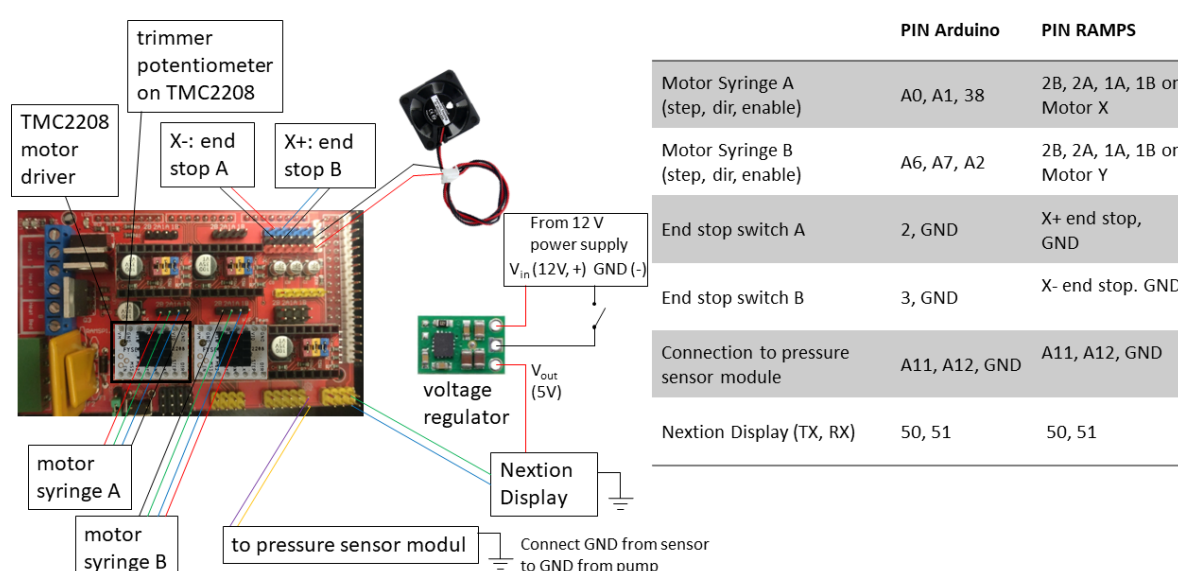 trimmer
potentiometer
on TMC2208
TMC2208
motor
driver
X-: end
stop A
X+: end
stop B
From 12 V
power supply
Vin (12V, +) GND (-)
Vout
(5V)
voltage
regulator
motor
syringe A
motor
syringe B
Nextion
Display
to pressure sensor modul
Connect GND from sensor
to GND from pump
PIN Arduino PIN RAMPS
Motor Syringe A
(step, dir, enable)
A0, A1, 38
2B, 2A, 1A, 1B or
Motor X
Motor Syringe B
(step, dir, enable)
A6, A7, A2
2B, 2A, 1A, 1B or
Motor Y
End stop switch A
2, GND
X+ end stop,
GND
End stop switch B
3, GND
X- end stop. GND
Connection to pressure
sensor module
A11, A12, GND
A11, A12, GND
Nextion Display (TX, RX)
50, 51
50, 51